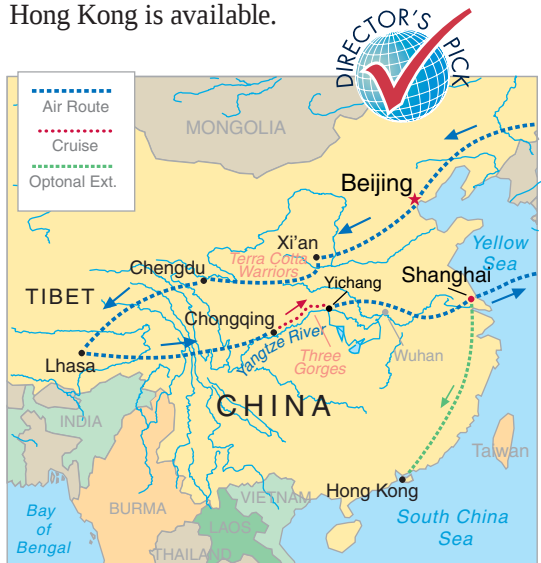 Hong Kong is available.
DIRECTOR'S PICK
Air Route
Cruise
Optonal Ext.
MONGOLIA
Beijing
Xi'an
Terra Cotta
Warriors
Chengdu
Yichang
Yellow
Sea
Shanghai
TIBET
Chongqing
Yangtze River
Three
Gorges
Wuhan
Lhasa
CHINA
INDIA
Taiwan
Hong Kong
VIETNAM
BURMA
Bay
of
Bengal
LAOS
South China
Sea
THAILAND